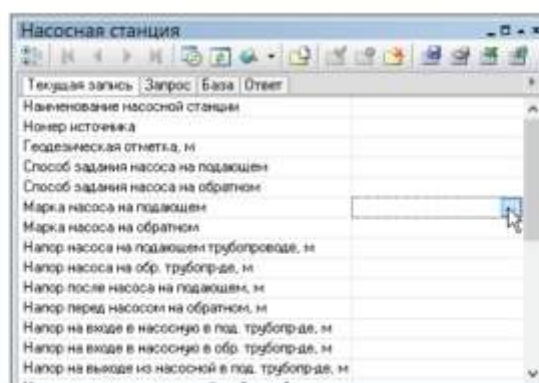 Насосная станция
Текущая запись Запрос База Ответ
Наименование насосной станции
Номер источника
Геодезическая отметка, м
Способ задания насоса на подающем
Способ задания насоса на обратном
Марка насоса на подающем
Марка насоса на обратном
Напор насоса на подающем трубопроводе, м
Напор насоса на обр. трубопр-де, м
Напор после насоса на подающем, м
Напор перед насосом на обратном, м
Напор на входе в насосную в под. трубопр-де, м
Напор на входе в насосную в обр. трубопр-де, м
Напор на выходе из насосной в под. трубопр-де, м